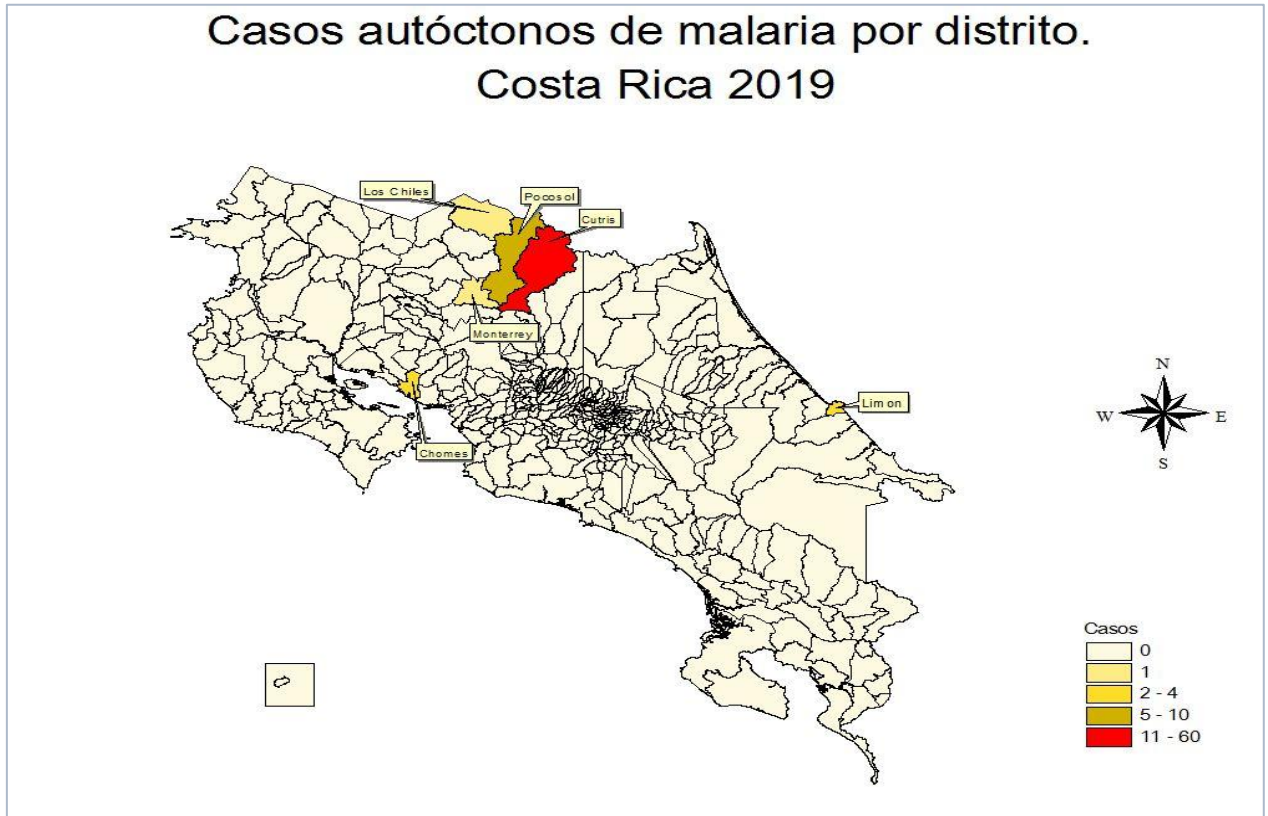 Casos autóctonos de malaria por distrito.
Costa Rica 2019
Los Chiles
Pocosol
Cutris
Monterrey
Chomes
Limon
N
W
E
S
Casos
0
1
2 - 4
5 - 10
11 - 60